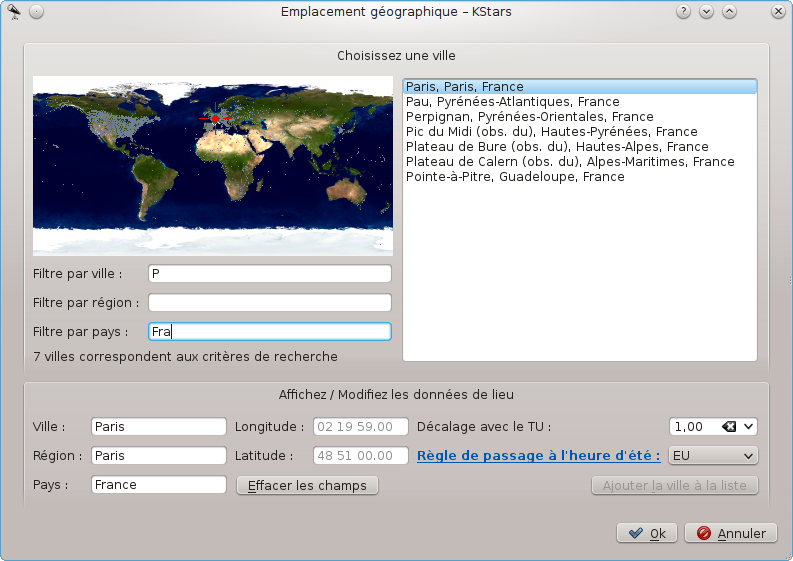 Emplacement géographique – KStars
Choisissez une ville
Paris, Paris, France
Pau, Pyrénées-Atlantiques, France
Perpignan, Pyrénées-Orientales, France
Pic du Midi (obs. du), Hautes-Pyrénées, France
Plateau de Bure (obs. du), Hautes-Alpes, France
Plateau de Calern (obs. du), Alpes-Maritimes, France
Pointe-à-Pitre, Guadeloupe, France
Filtre par ville : P
Filtre par région :
Filtre par pays : Fra
7 villes correspondent aux critères de recherche
Affichez / Modifiez les données de lieu
Ville : Paris Longitude : 02 19 59.00 Décalage avec le TU : 1,00
Région : Paris Latitude : 48 51 00.00 Règle de passage à l'heure d'été : EU
Pays : France Effacer les champs Ajouter la ville à la liste
Ok Annuler